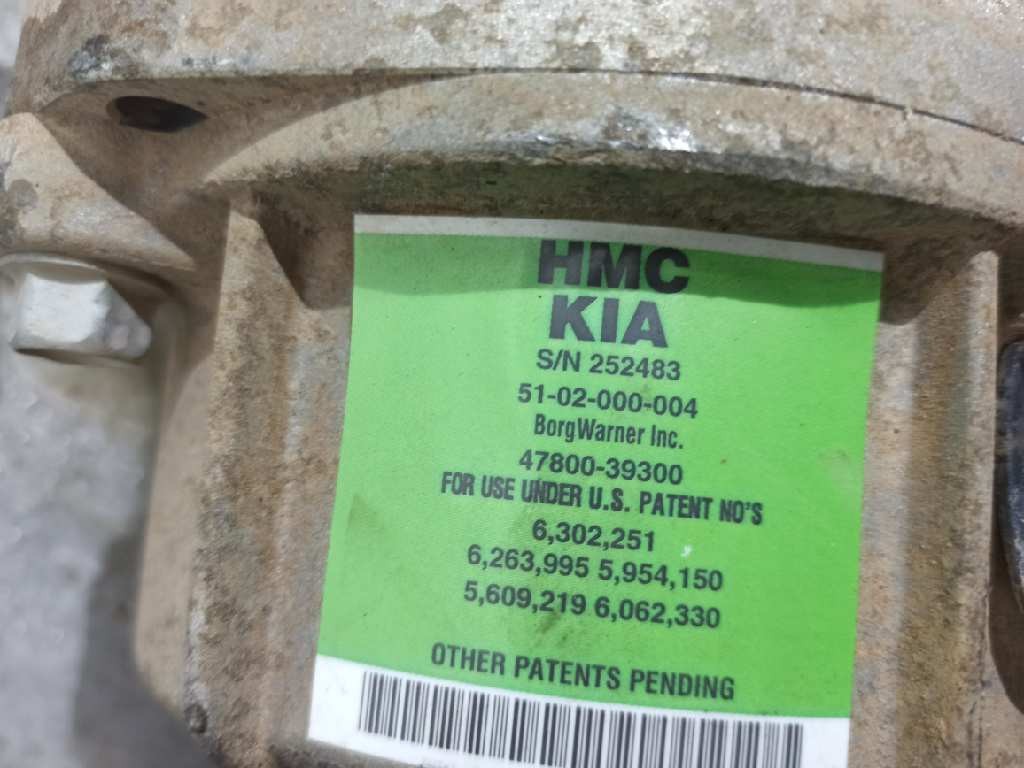 HMC
KIA
S/N 252483
51-02-000-004
BorgWarner Inc.
47800-39300
FOR USE UNDER U.S. PATENT NO'S
6,302,251
6,263,995 5,954,150
5,609,219 6,062,330
OTHER PATENTS PENDING